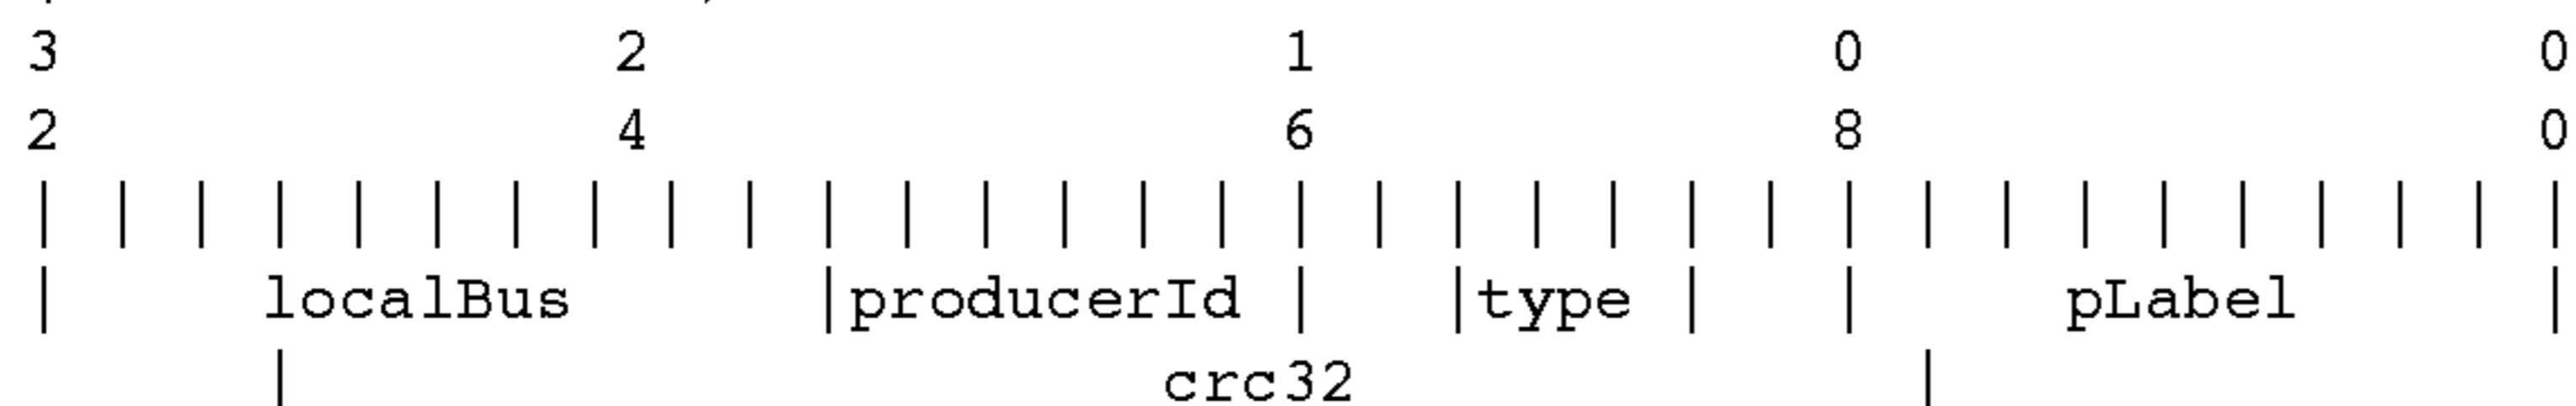 3 2 1 0 0
2 4 6 8 0
| | | | | | | | | | | | | | | | | | | | | | | | | | | | | | | | |
| localBus |producerId | |type | | pLabel |
| crc32 |